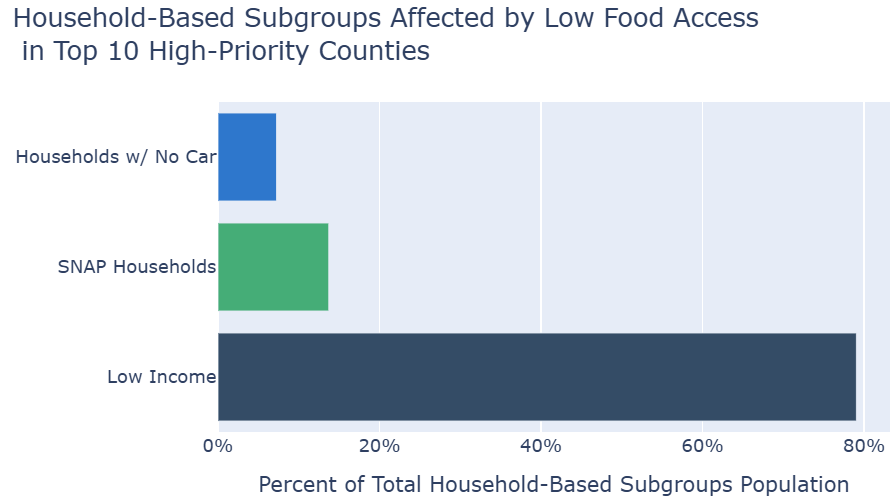 Household-Based Subgroups Affected by Low Food Access
in Top 10 High-Priority Counties
Households w/ No Car
SNAP Households
Low Income
0% 20% 40% 60% 80%
Percent of Total Household-Based Subgroups Population